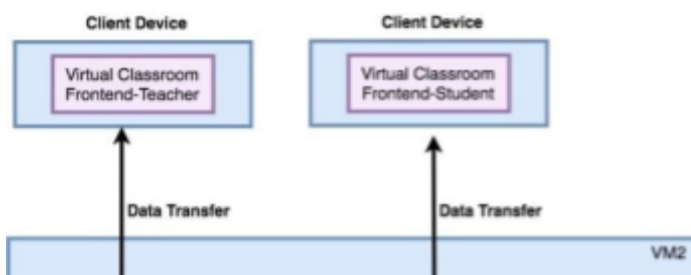 Client Device
Client Device
Virtual Classroom
Frontend-Teacher
Virtual Classroom
Frontend-Student
Data Transfer
Data Transfer
VM2